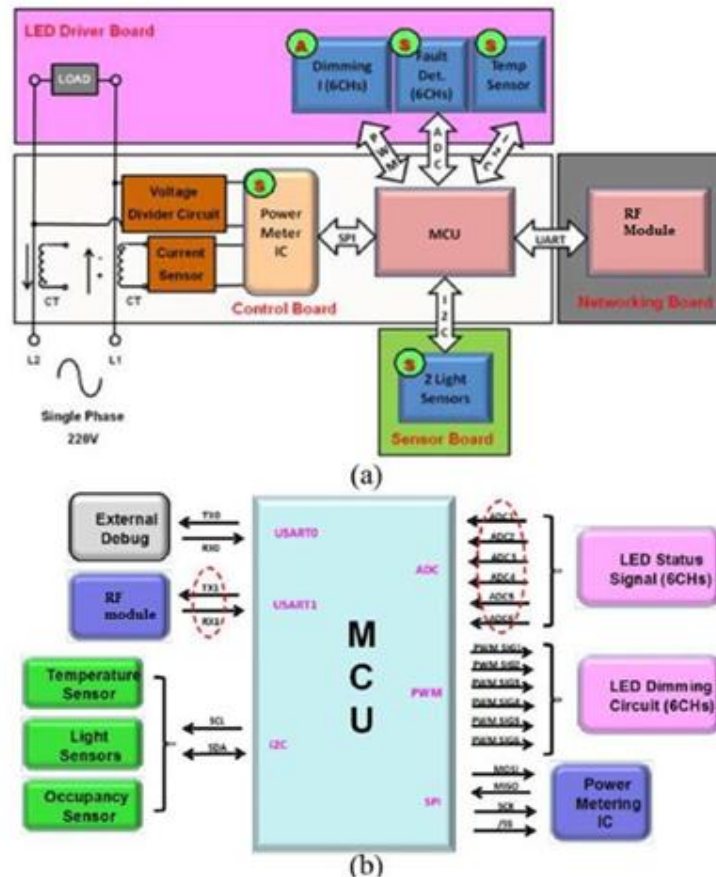 LED Driver Board
LOAD
A
Dimming
I (6CHs)
S
Fault
Det.
(6CHs)
S
Temp
Sensor
PWM
ADC
I2C
Voltage
Divider Circuit
S
Power
Meter
IC
SPI
MCU
UART
RF
Module
Current
Sensor
CT
CT
Control Board
Networking Board
I2C
L2
L1
S
2 Light
Sensors
Sensor Board
Single Phase
220V
(a)
External
Debug
TX0
RX0
USART0
RF
module
TX1
RX1
USART1
Temperature
Sensor
Light
Sensors
Occupancy
Sensor
SCL
SDA
I2C
MCU
ADC
ADC1
ADC2
ADC3
ADC4
ADC5
ADC6
LED Status
Signal (6CHs)
PWM
PWM SIG1
PWM SIG2
PWM SIG3
PWM SIG4
PWM SIG5
PWM SIG6
LED Dimming
Circuit (6CHs)
SPI
MOSI
MISO
SCK
/SS
Power
Metering
IC
(b)